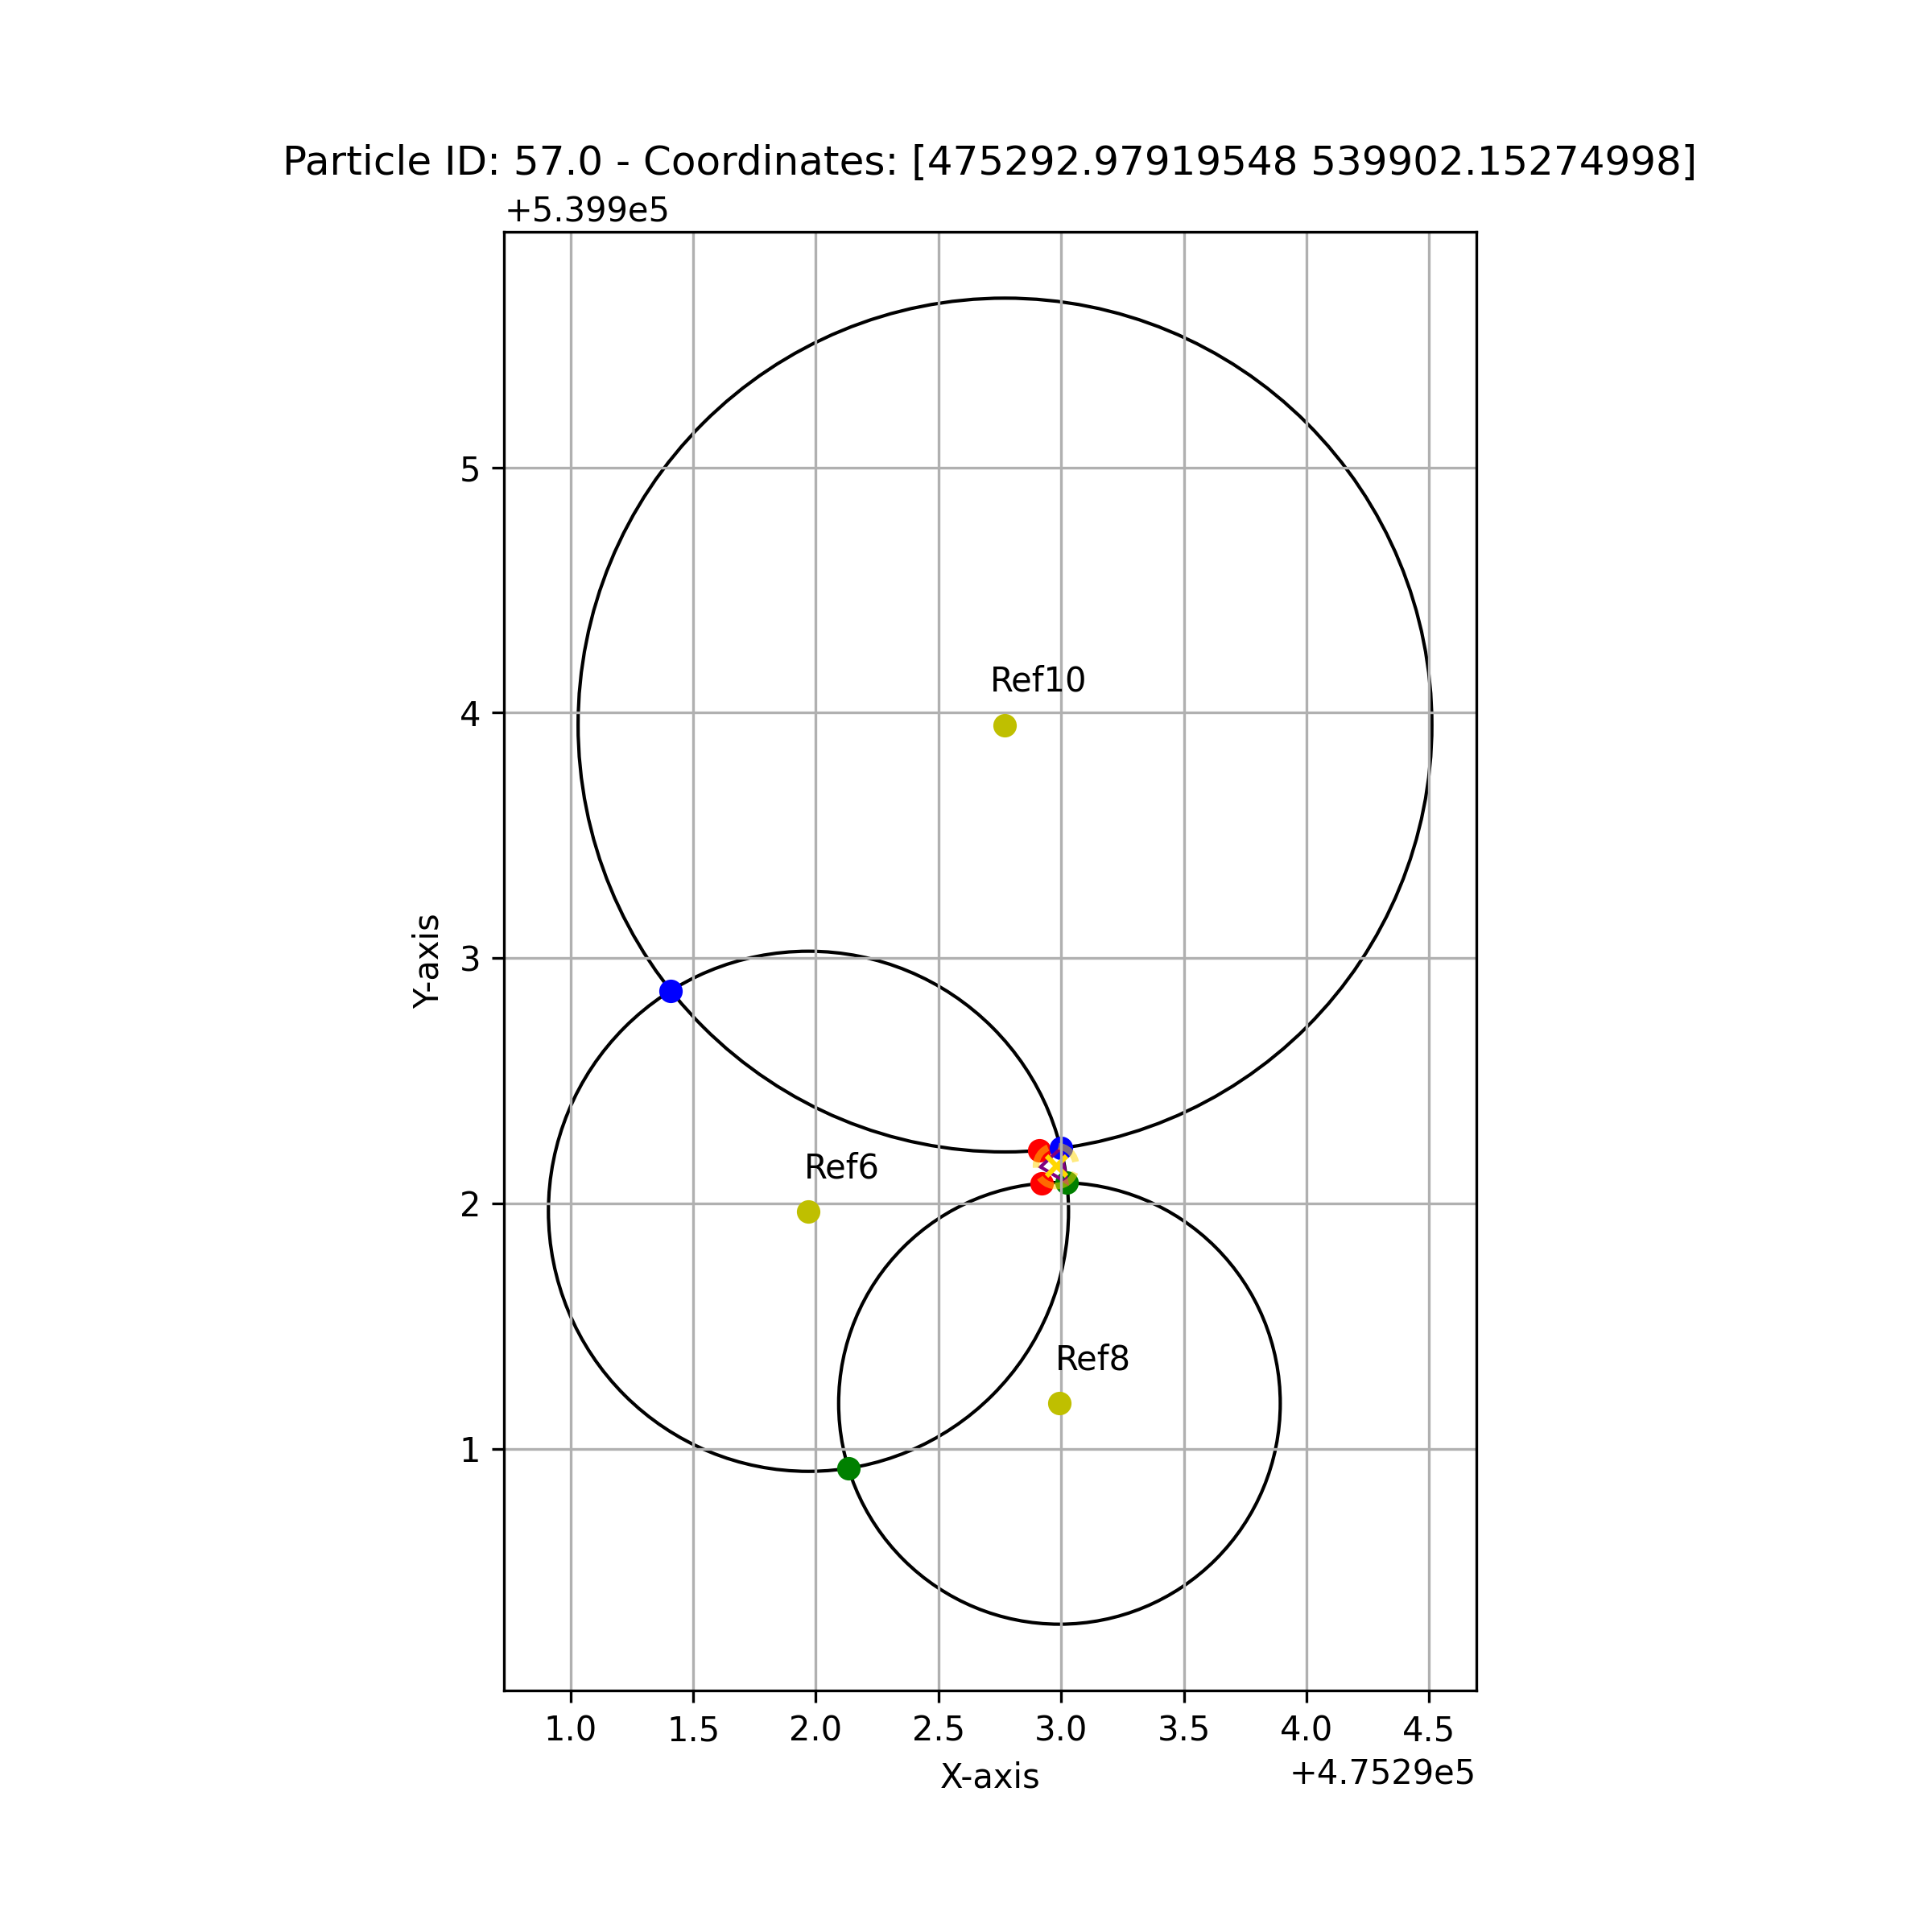 Particle ID: 57.0 - Coordinates: [475292.97919548 539902.15274998]
+5.399e5
5
Ref10
4
Y-axis
3
Ref6
2
Ref8
1
1.0 1.5 2.0 2.5 3.0 3.5 4.0 4.5
X-axis
+4.7529e5